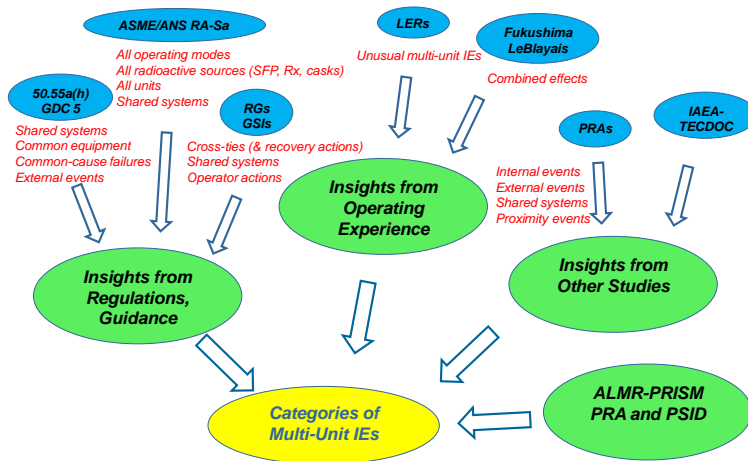 ASME/ANS RA-Sa
All operating modes
All radioactive sources (SFP, Rx, casks)
All units
Shared systems
50.55a(h)
GDC 5
Shared systems
Common equipment
Common-cause failures
External events
RGs
GSIs
Cross-ties (& recovery actions)
Shared systems
Operator actions
LERs
Unusual multi-unit IEs
Fukushima
LeBlayais
Combined effects
PRAs
Internal events
External events
Shared systems
Proximity events
IAEA-
TECDOC
Insights from
Regulations,
Guidance
Insights from
Operating
Experience
Insights from
Other Studies
ALMR-PRISM
PRA and PSID
Categories of
Multi-Unit IEs